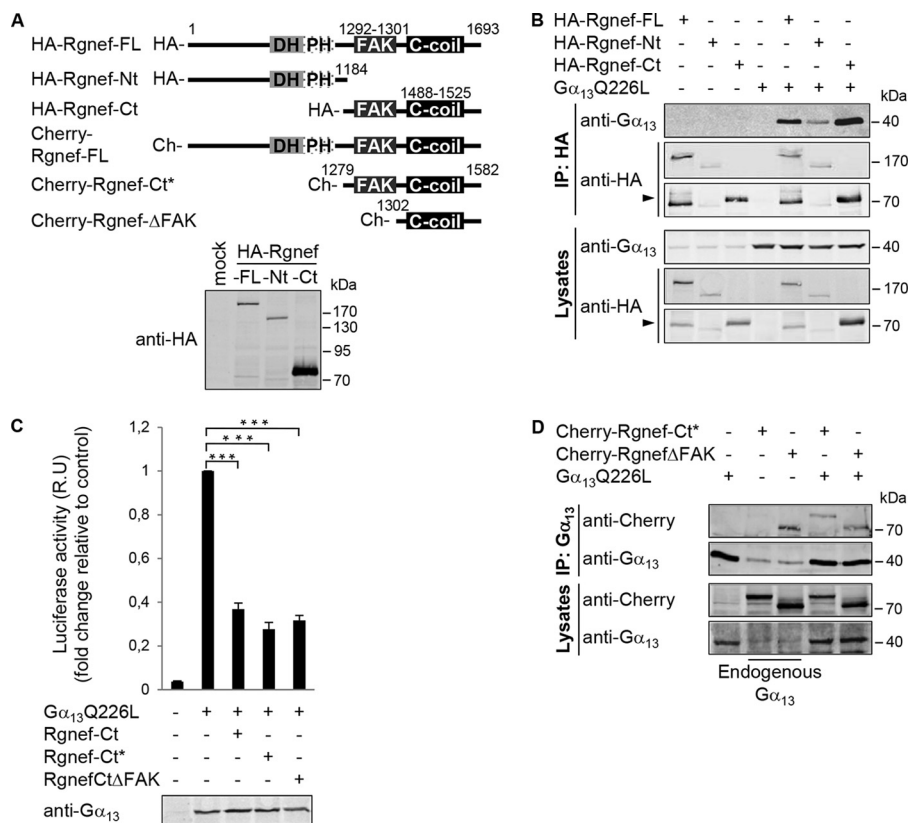 A
1 1292-1301 1693
HA-Rgnef-FL HA- DH PH FAK C-coil
1184
HA-Rgnef-Nt HA- DH PH
1488-1525
HA-Rgnef-Ct HA- FAK C-coil
Cherry-
Rgnef-FL Ch- DH PH FAK C-coil
1279 1582
Cherry-Rgnef-Ct* Ch- FAK C-coil
1302
Cherry-Rgnef-ΔFAK Ch- C-coil
mock HA-Rgnef
-FL -Nt -Ct kDa
anti-HA
170
130
95
70
B
HA-Rgnef-FL + - - - + - -
HA-Rgnef-Nt - + - - - + -
HA-Rgnef-Ct - - + - - - +
Gα13Q226L - - - + + + +
kDa
IP: HA
anti-Gα13 40
anti-HA 170
70
Lysates
anti-Gα13 40
anti-HA 170
70
C
Luciferase activity (R.U)
(fold change relative to control)
1,2
1
0,8
0,6
0,4
0,2
0
***
***
***
Gα13Q226L - + + + +
Rgnef-Ct - - + - -
Rgnef-Ct* - - - + -
RgnefCtΔFAK - - - - +
anti-Gα13
D
Cherry-Rgnef-Ct* - + - + -
Cherry-RgnefΔFAK - - + - +
Gα13Q226L + - - + +
kDa
IP: Gα13
anti-Cherry 70
anti-Gα13 40
Lysates
anti-Cherry 70
anti-Gα13 40
Endogenous
Gα13